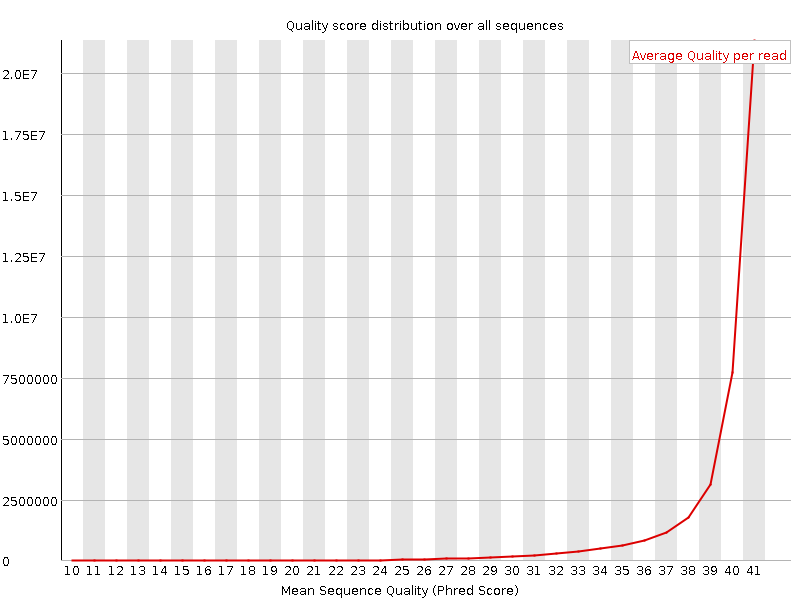 Quality score distribution over all sequences
Average Quality per read
2.0E7
1.75E7
1.5E7
1.25E7
1.0E7
7500000
5000000
2500000
0
10 11 12 13 14 15 16 17 18 19 20 21 22 23 24 25 26 27 28 29 30 31 32 33 34 35 36 37 38 39 40 41
Mean Sequence Quality (Phred Score)